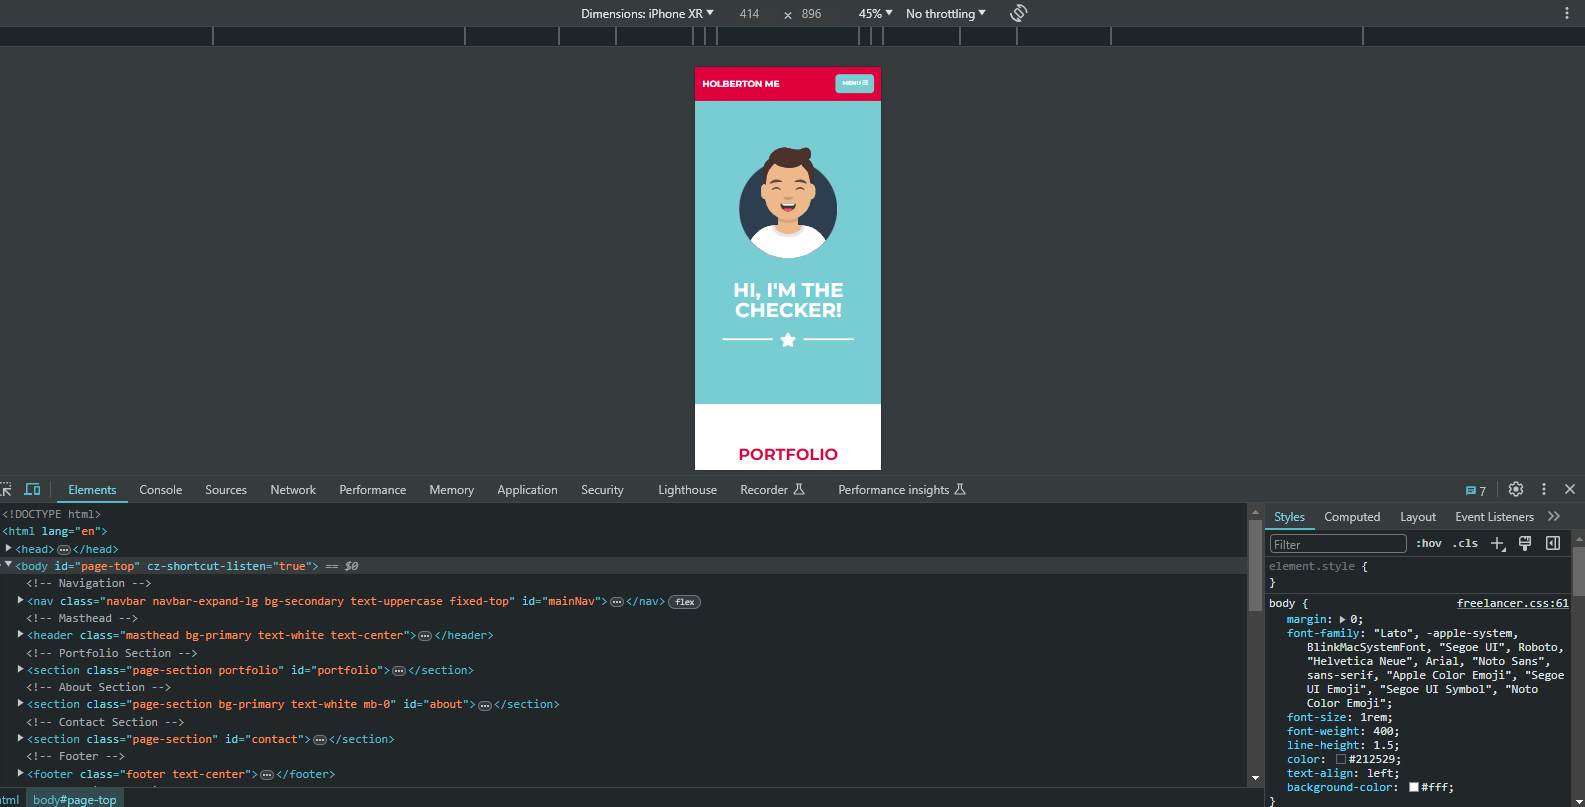 Dimensions: iPhone XR ▼ 414 × 896 45% ▼ No throttling ▼
HOLBERTON ME
MENU
HI, I'M THE
CHECKER!
PORTFOLIO
Elements Console Sources Network Performance Memory Application Security Lighthouse Recorder Performance insights 7
<!DOCTYPE html>
<html lang="en">
<head>…</head>
<body id="page-top" cz-shortcut-listen="true"> == $0
<!-- Navigation -->
<nav class="navbar navbar-expand-lg bg-secondary text-uppercase fixed-top" id="mainNav">…</nav> flex
<!-- Masthead -->
<header class="masthead bg-primary text-white text-center">…</header>
<!-- Portfolio Section -->
<section class="page-section portfolio" id="portfolio">…</section>
<!-- About Section -->
<section class="page-section bg-primary text-white mb-0" id="about">…</section>
<!-- Contact Section -->
<section class="page-section" id="contact">…</section>
<!-- Footer -->
<footer class="footer text-center">…</footer>
html body#page-top
Styles Computed Layout Event Listeners >>
Filter :hov .cls +
element.style {
}
body { freelancer.css:61
margin: ▶ 0;
font-family: "Lato", -apple-system,
BlinkMacSystemFont, "Segoe UI", Roboto,
"Helvetica Neue", Arial, "Noto Sans",
sans-serif, "Apple Color Emoji", "Segoe
UI Emoji", "Segoe UI Symbol", "Noto
Color Emoji";
font-size: 1rem;
font-weight: 400;
line-height: 1.5;
color: #212529;
text-align: left;
background-color: #fff;
}